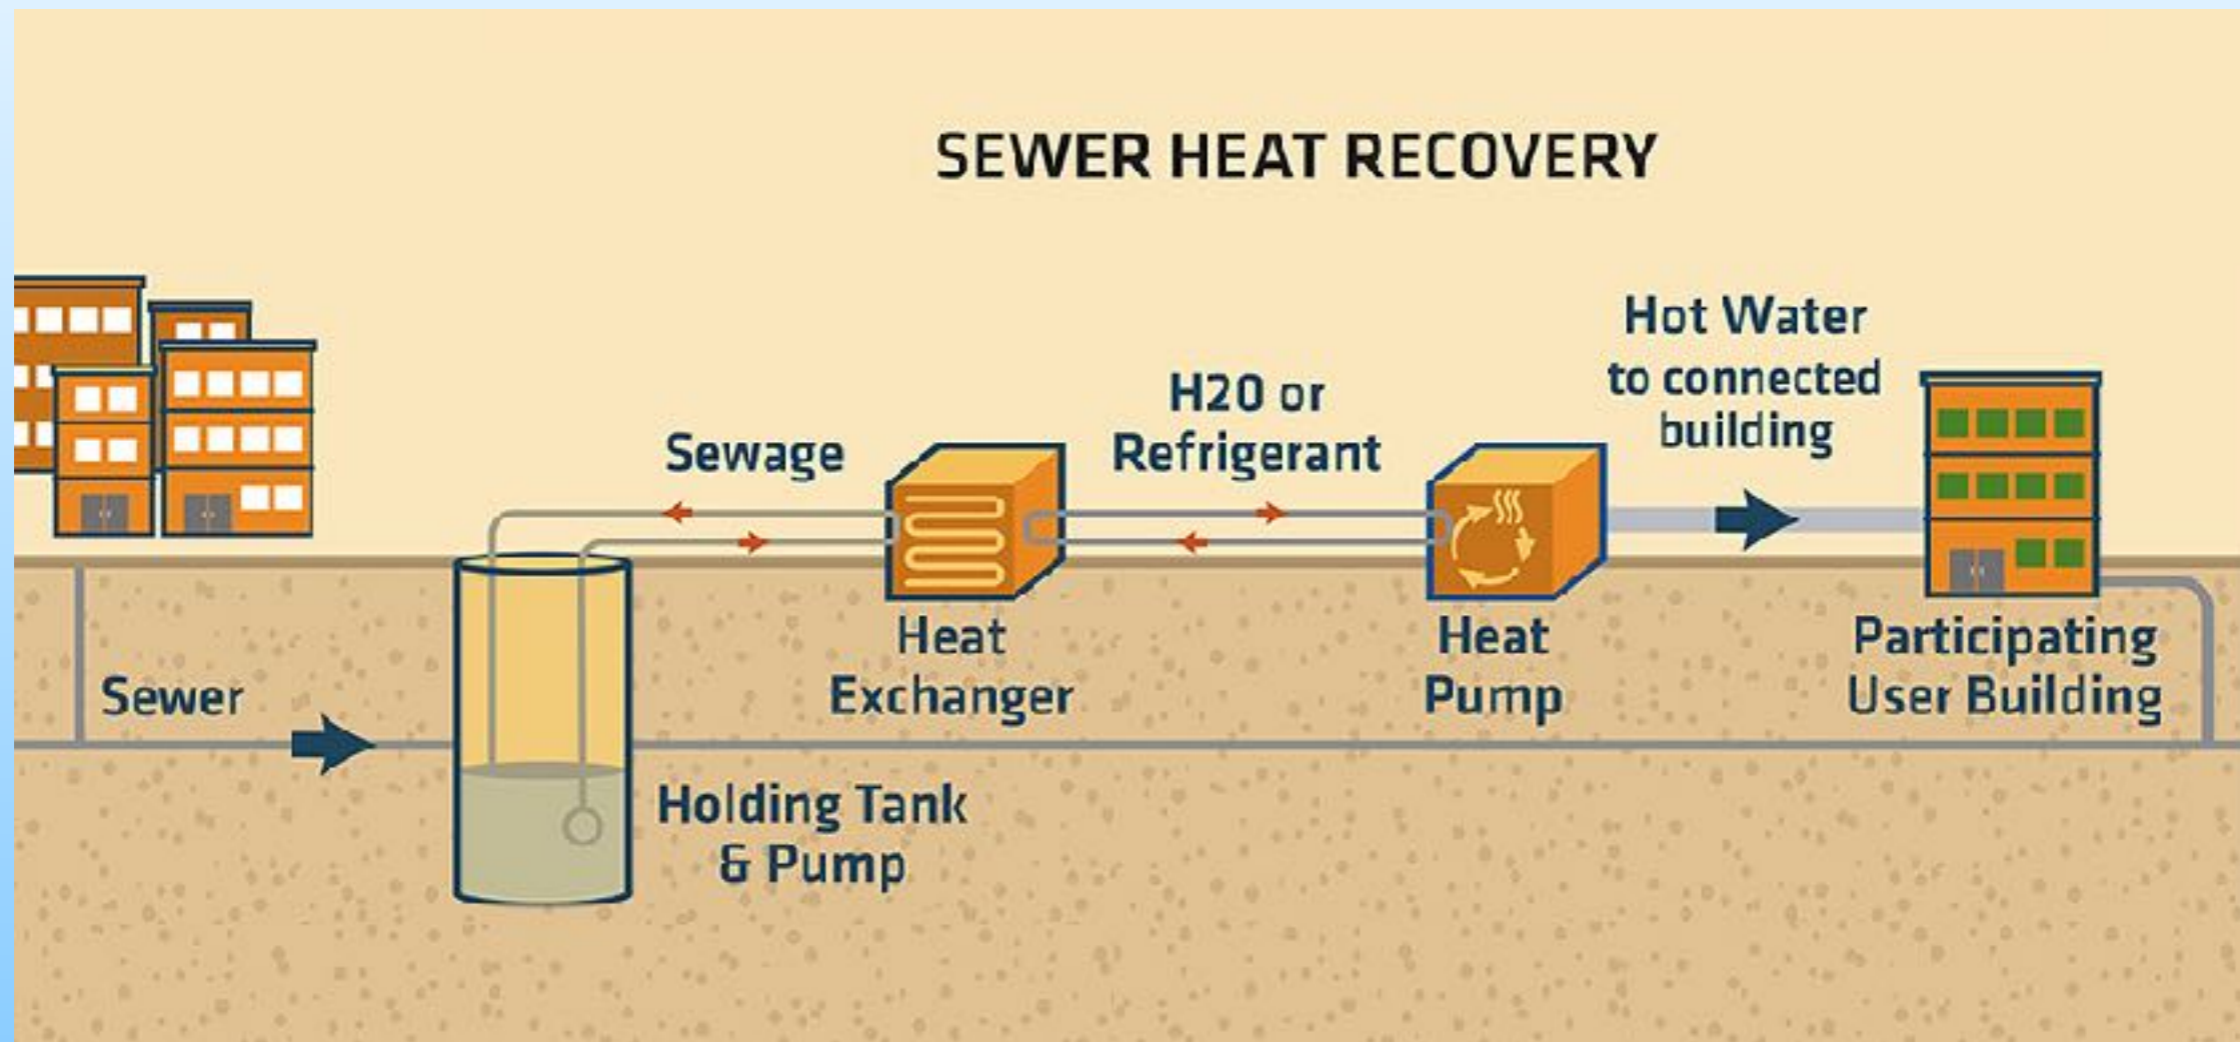 SEWER HEAT RECOVERY
Hot Water
to connected
building
H20 or
Refrigerant
Sewage
Heat
Exchanger
Heat
Pump
Participating
User Building
Sewer
Holding Tank
& Pump